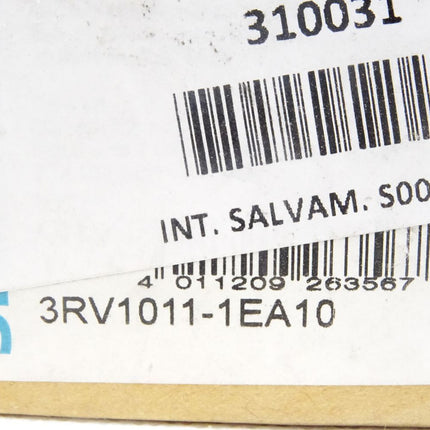 310031
INT. SALVAM. S00
4 011209 263567
3RV1011-1EA10